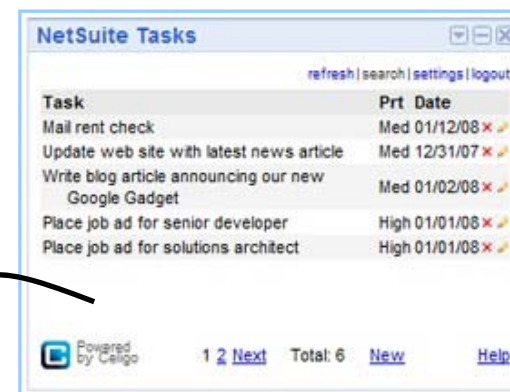 NetSuite Tasks
refresh | search | settings | logout
Task Prt Date
Mail rent check Med 01/12/08
Update web site with latest news article Med 12/31/07
Write blog article announcing our new
Google Gadget Med 01/02/08
Place job ad for senior developer High 01/01/08
Place job ad for solutions architect High 01/01/08
Powered
by Celigo 1 2 Next Total: 6 New Help